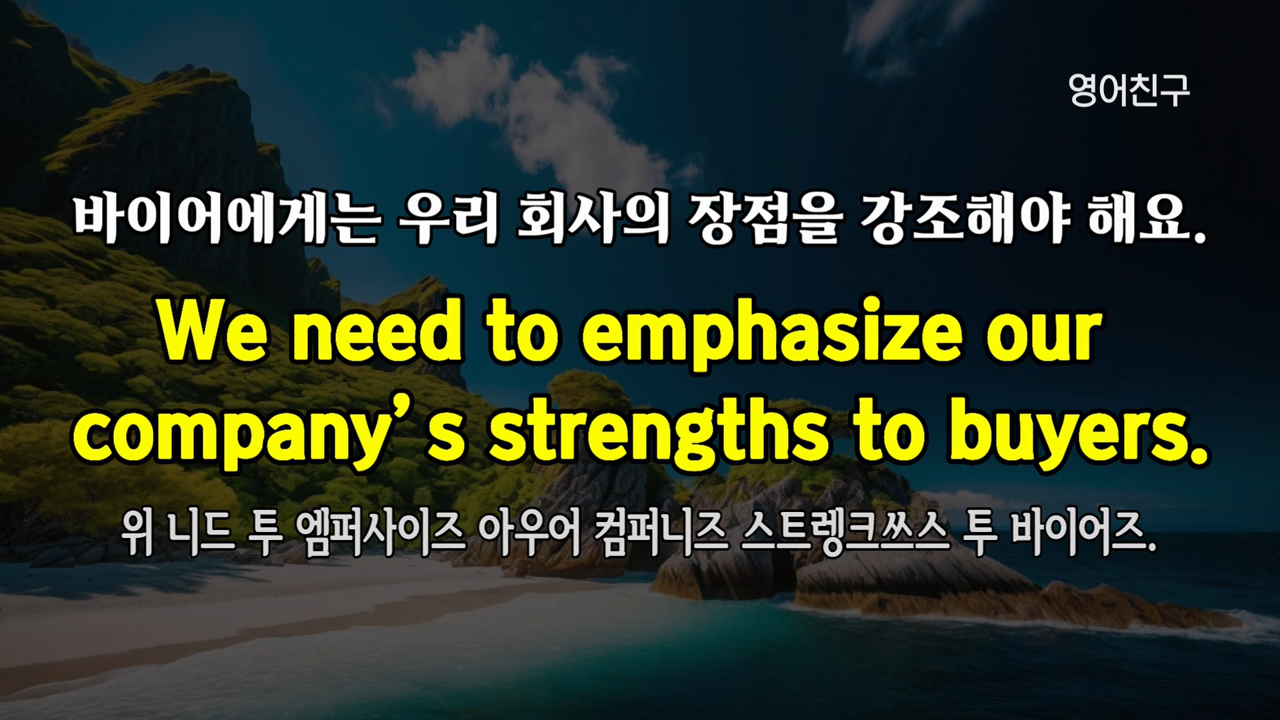 영어친구
바이어에게는 우리 회사의 장점을 강조해야 해요.
We need to emphasize our
company's strengths to buyers.
위 니드 투 엠퍼사이즈 아우어 컴퍼니즈 스트렝크쓰스 투 바이어즈.